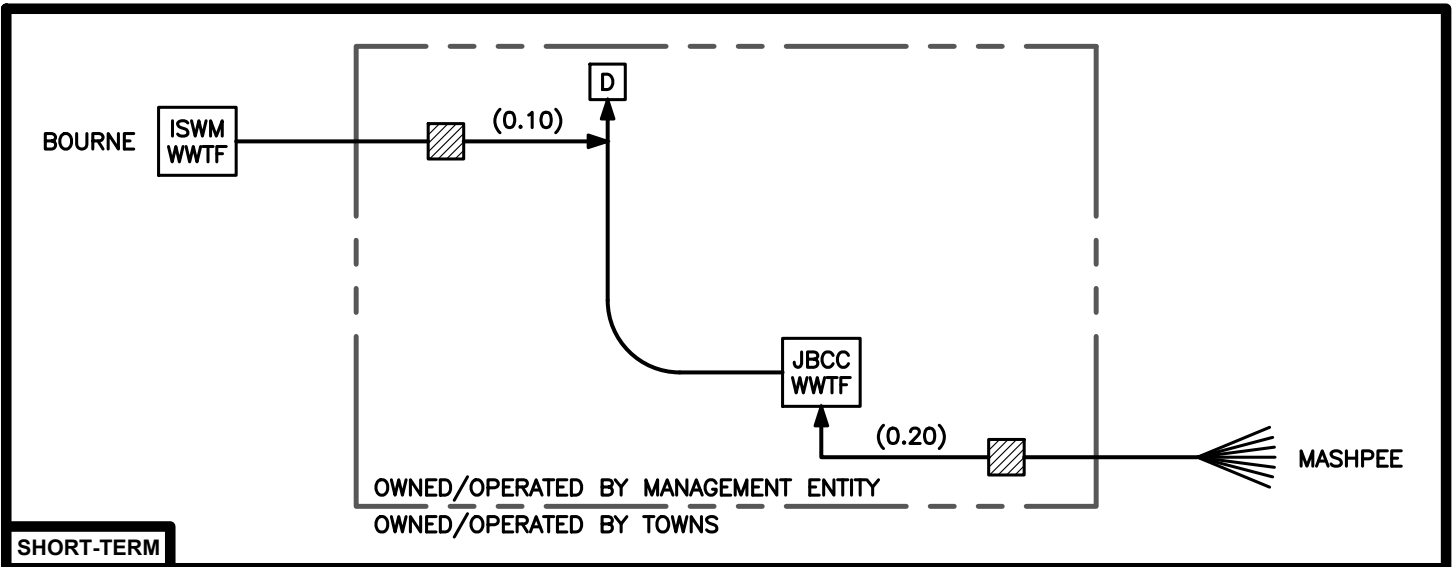 D
(0.10)
BOURNE
ISWM
WWTF
JBCC
WWTF
(0.20)
MASHPEE
OWNED/OPERATED BY MANAGEMENT ENTITY
OWNED/OPERATED BY TOWNS
SHORT-TERM